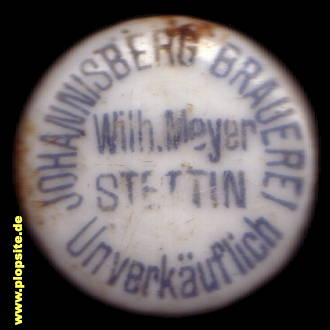 JOHANNISBERG BRAUEREI
Wilh. Meyer
STETTIN
Unverkäuflich
www.plopsite.de